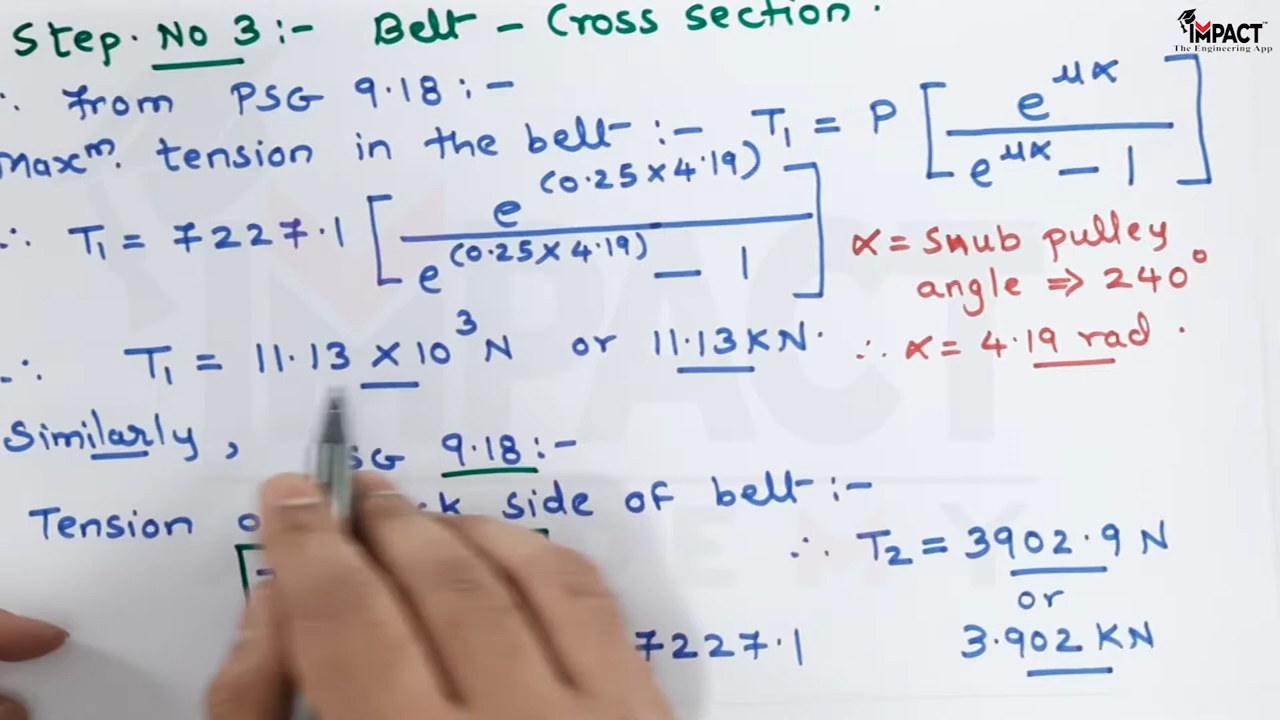 Step. No 3:- Belt - Cross section.
IMPACT
The Engineering App
∴ from PSG 9.18:-
Maxᵐ. tension in the belt:- T₁ = P [ e^μα / e^μα - 1 ]
∴ T₁ = 7227.1 [ e^(0.25×4.19) / e^(0.25×4.19) - 1 ]
α = Snub pulley
angle ⇒ 240°
∴ α = 4.19 rad.
∴ T₁ = 11.13 × 10³ N or 11.13 KN.
Similarly, PSG 9.18:-
Tension side of belt:-
∴ T₂ = 3902.9 N
or
3.902 KN
7227.1